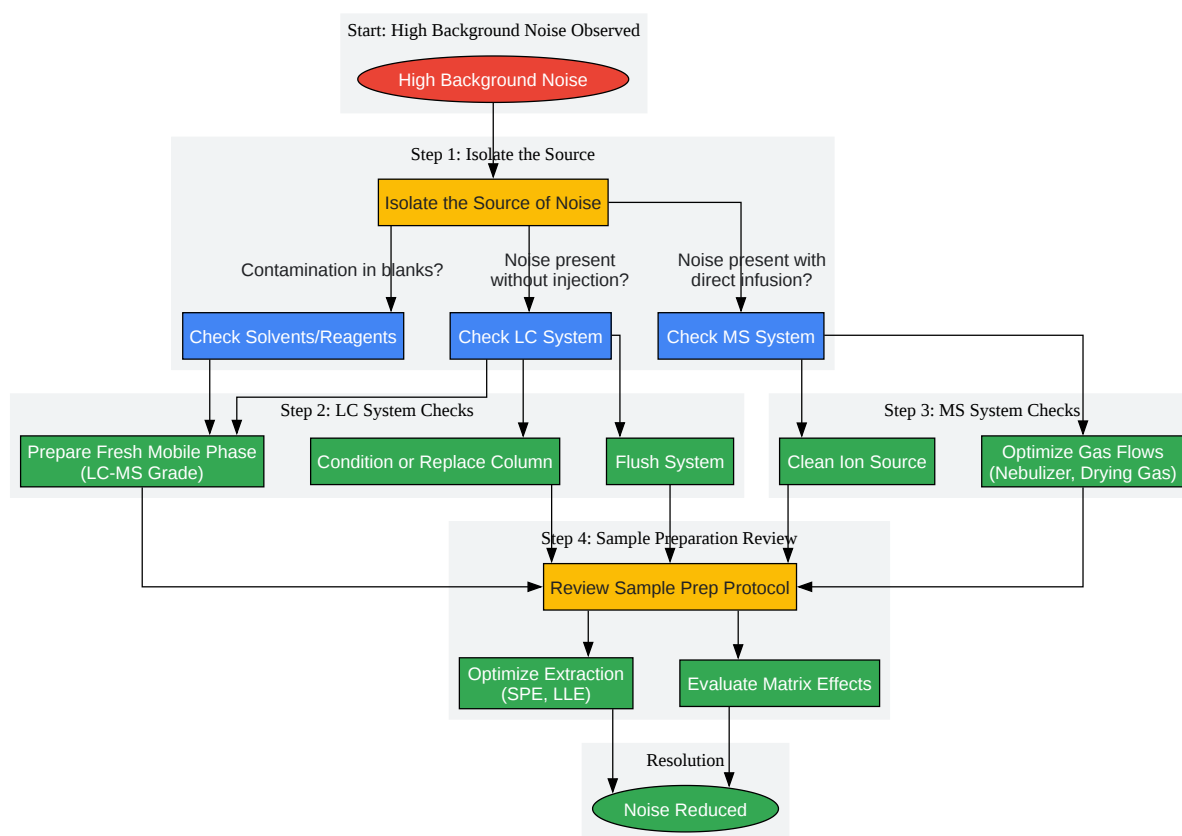 Start: High Background Noise Observed
High Background Noise
Step 1: Isolate the Source
Isolate the Source of Noise
Contamination in blanks?
Noise present
without injection?
Noise present with
direct infusion?
Check Solvents/Reagents
Check LC System
Check MS System
Step 2: LC System Checks
Step 3: MS System Checks
Prepare Fresh Mobile Phase
(LC-MS Grade)
Condition or Replace Column
Flush System
Clean Ion Source
Optimize Gas Flows
(Nebulizer, Drying Gas)
Step 4: Sample Preparation Review
Review Sample Prep Protocol
Optimize Extraction
(SPE, LLE)
Evaluate Matrix Effects
Resolution
Noise Reduced